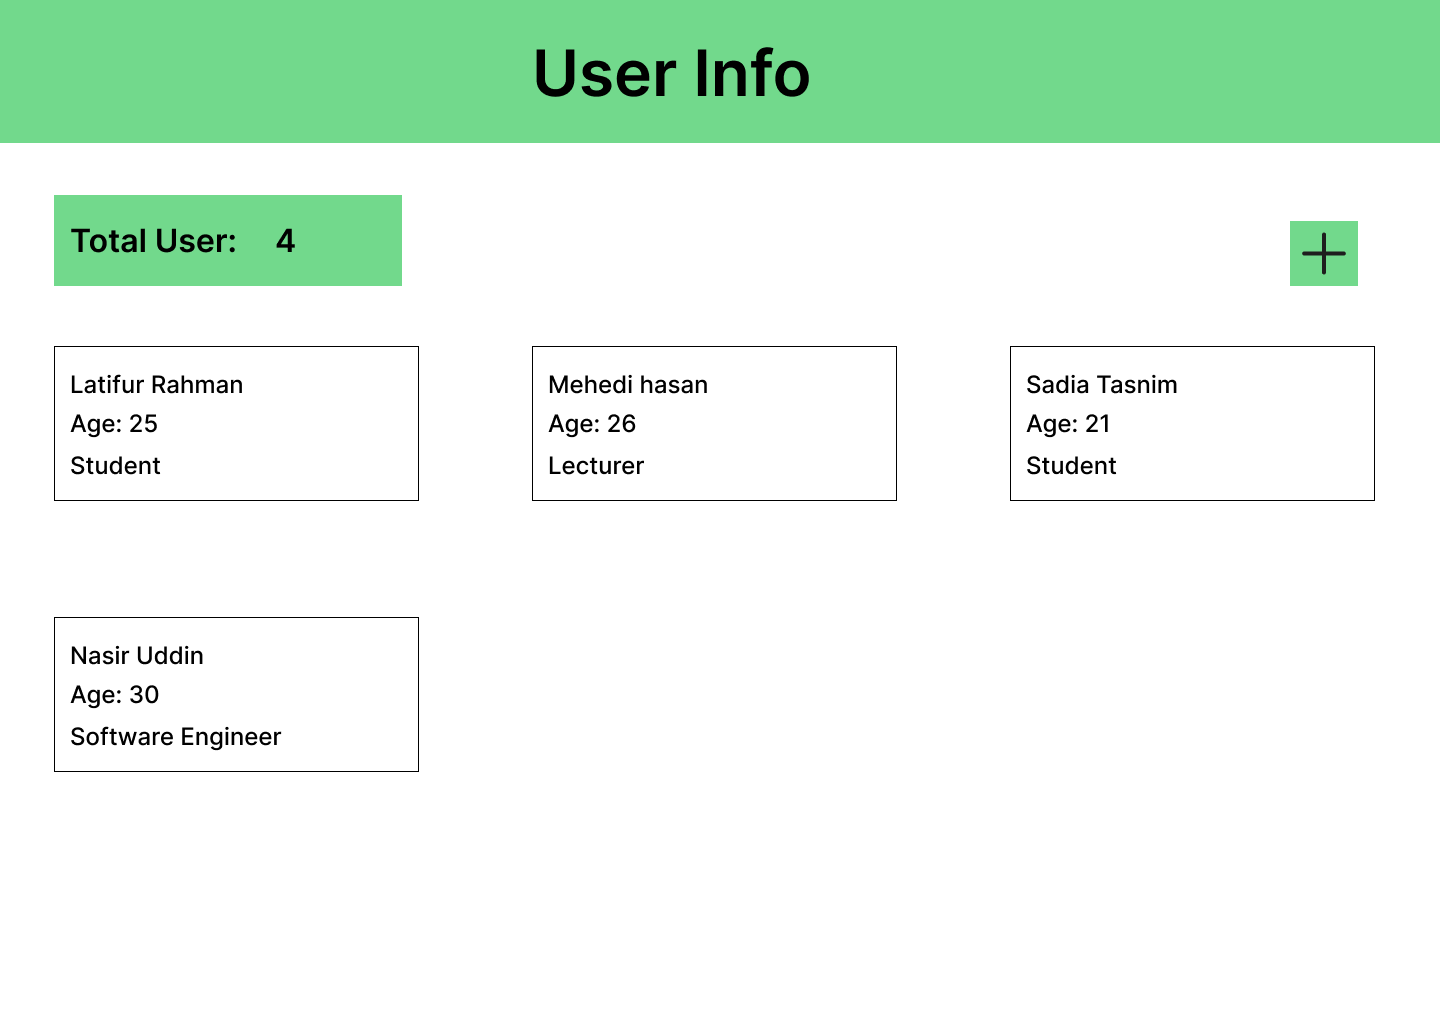 User Info
Total User: 4
Latifur Rahman
Age: 25
Student
Mehedi hasan
Age: 26
Lecturer
Sadia Tasnim
Age: 21
Student
Nasir Uddin
Age: 30
Software Engineer